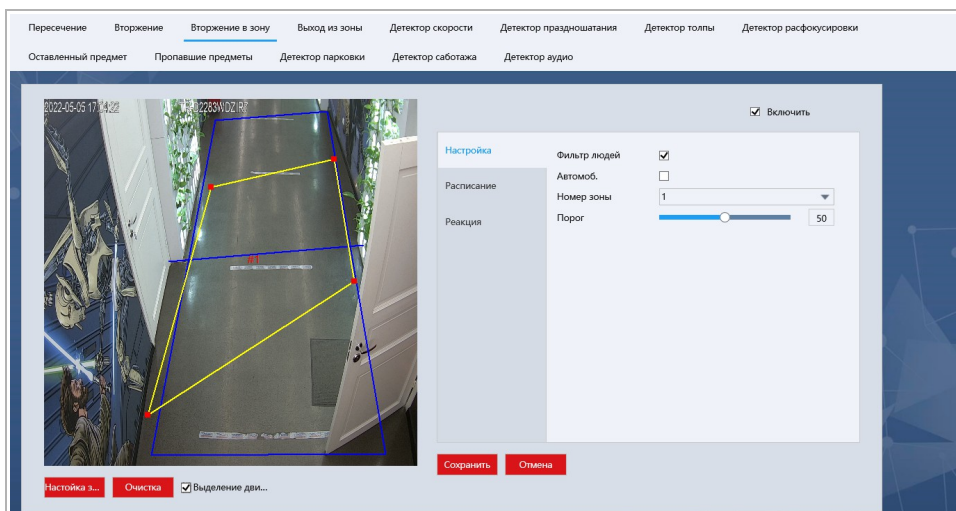 Пересечение Вторжение Вторжение в зону Выход из зоны Детектор скорости Детектор праздношатания Детектор толпы Детектор расфокусировки
Оставленный предмет Пропавшие предметы Детектор парковки Детектор саботажа Детектор аудио
2022-05-05 17
Включить
Настройка
Фильтр людей
Автомоб.
Расписание
Номер зоны 1
Реакция
Порог 50
#1
Сохранить Отмена
Настойка з... Очистка Выделение дви...